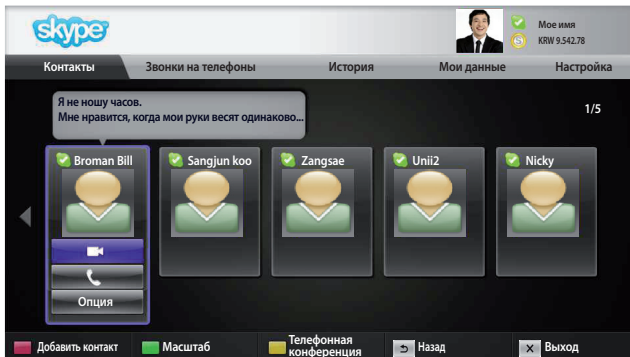 skype
Мое имя
KRW 9.542.78
Контакты
Звонки на телефоны
История
Мои данные
Настройка
Я не ношу часов.
Мне нравится, когда мои руки весят одинаково...
1/5
Broman Bill
Sangjun koo
Zangsae
Unii2
Nicky
Опция
Добавить контакт
Масштаб
Телефонная
конференция
Назад
Выход